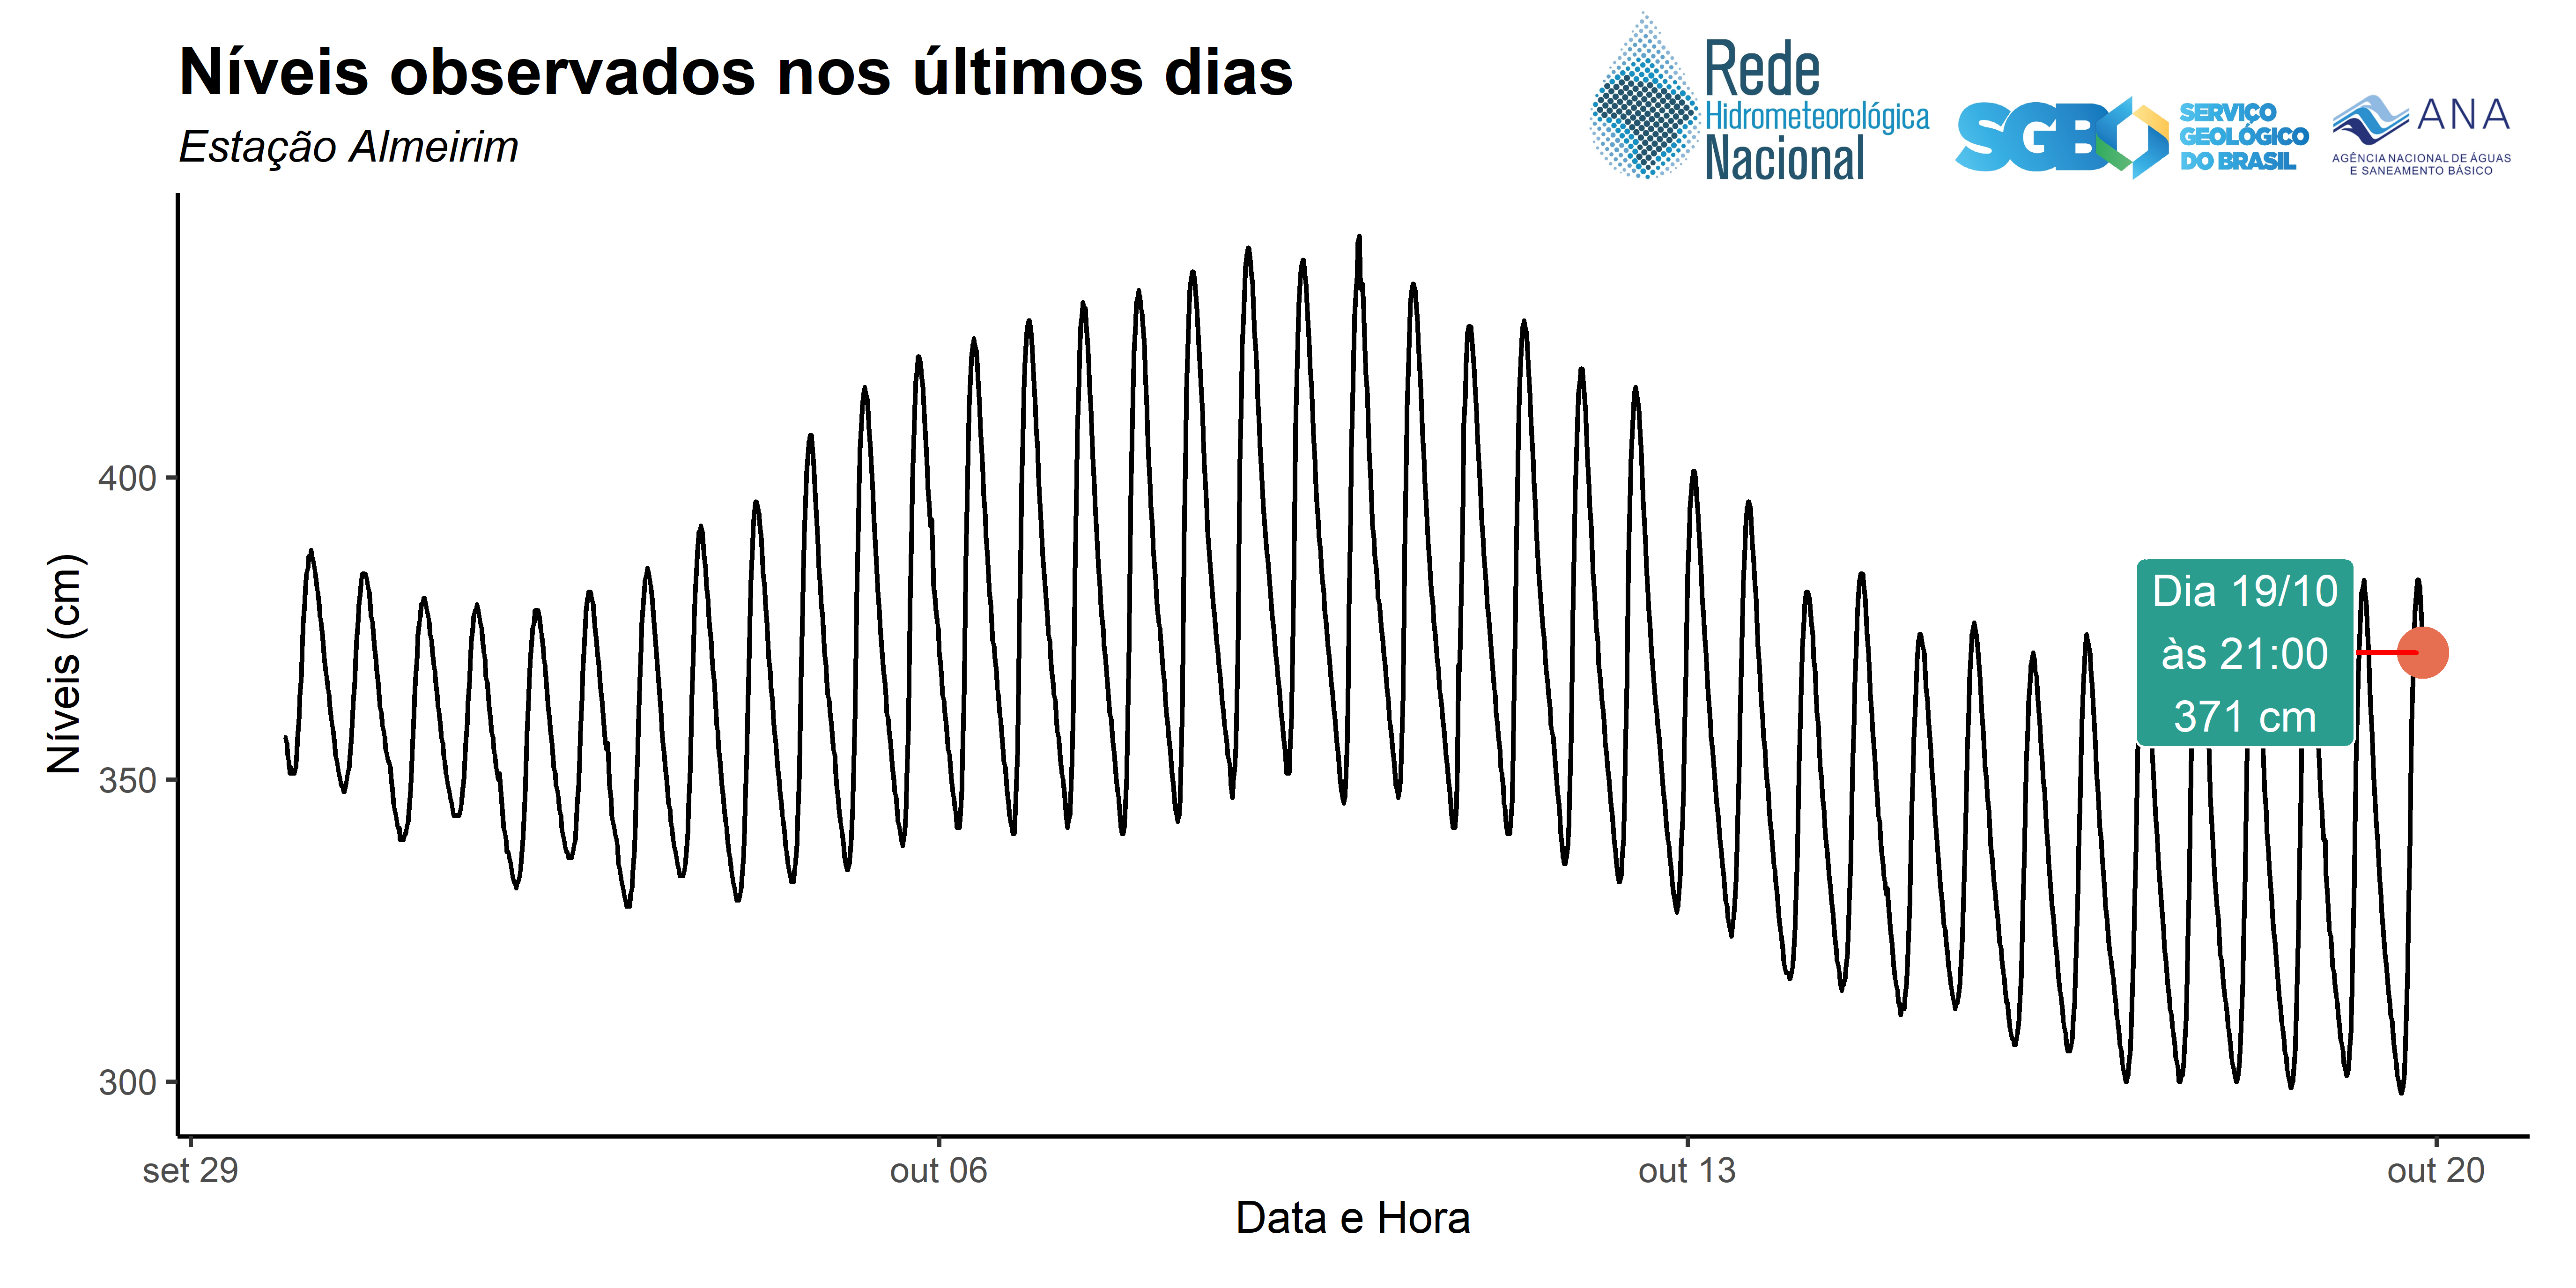 Níveis observados nos últimos dias
Estação Almeirim
Rede
Hidrometeorológica
Nacional
SGB
SERVIÇO
GEOLÓGICO
DO BRASIL
ANA
AGÊNCIA NACIONAL DE ÁGUAS
E SANEAMENTO BÁSICO
Níveis (cm)
400
350
300
Dia 19/10
às 21:00
371 cm
set 29
out 06
out 13
out 20
Data e Hora